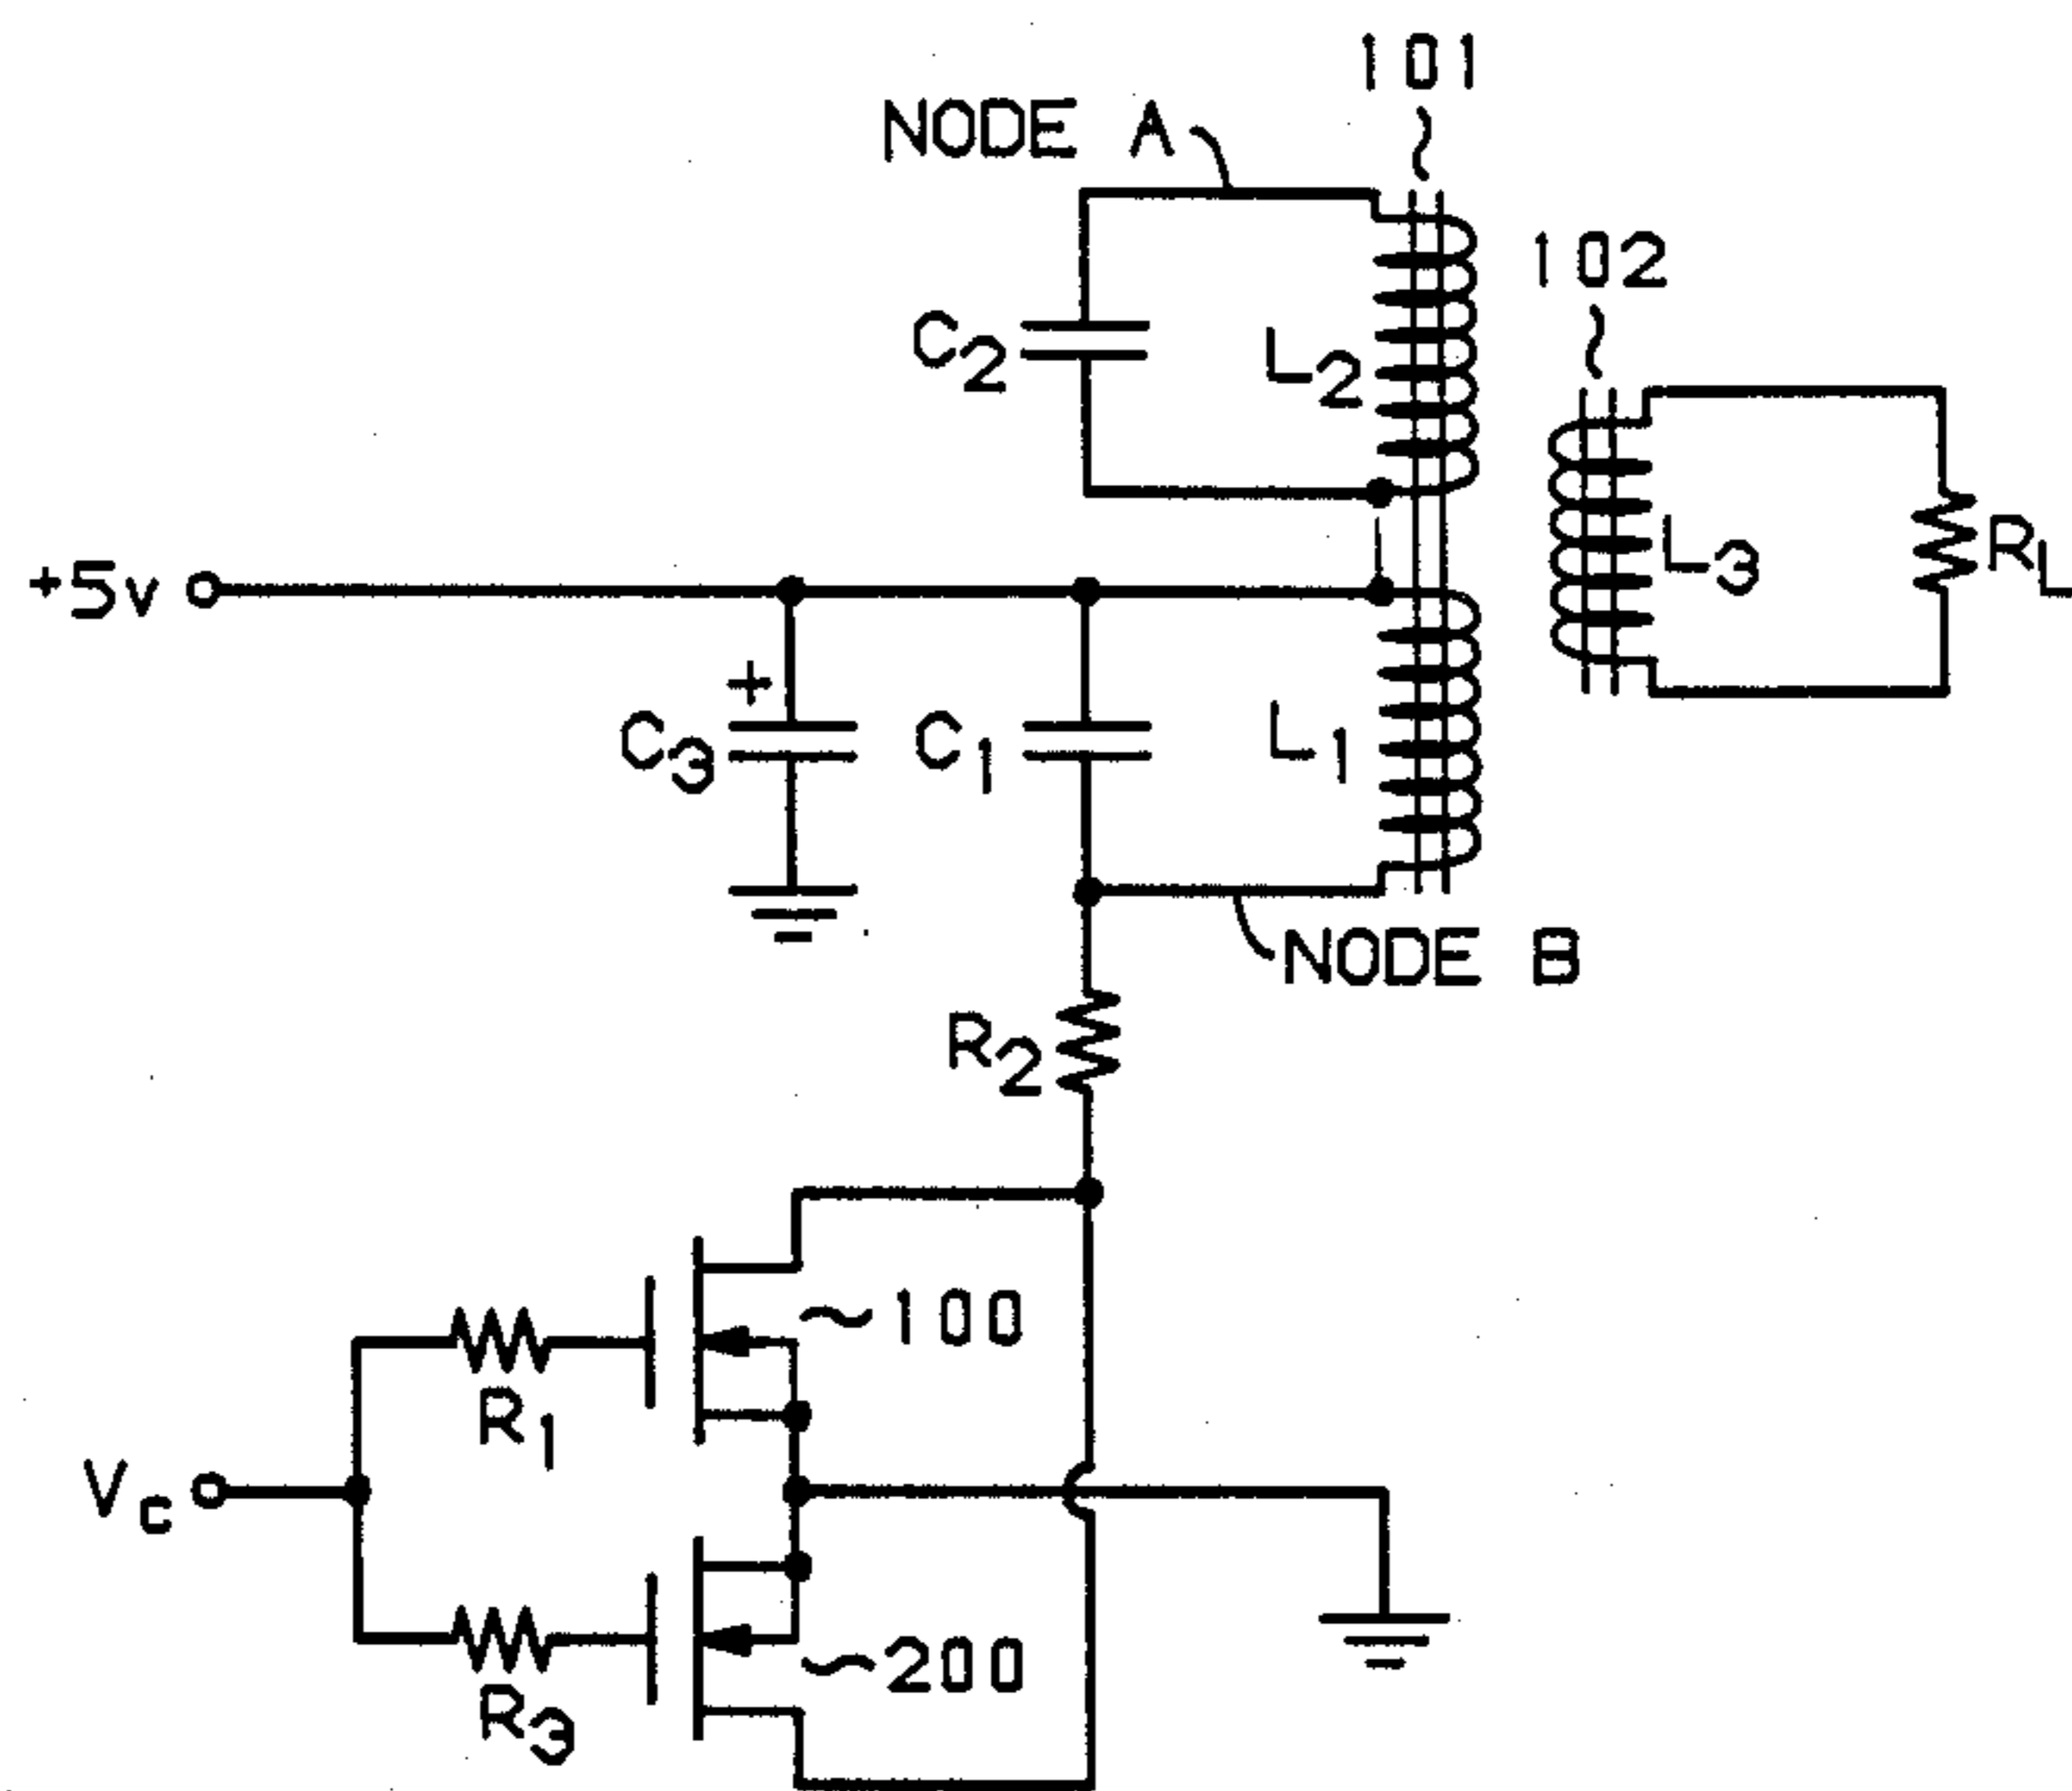 101
NODE A
102
C2
L2
L3
RL
+5v
+
C3
C1
L1
NODE B
R2
~100
R1
Vc
~200
R3